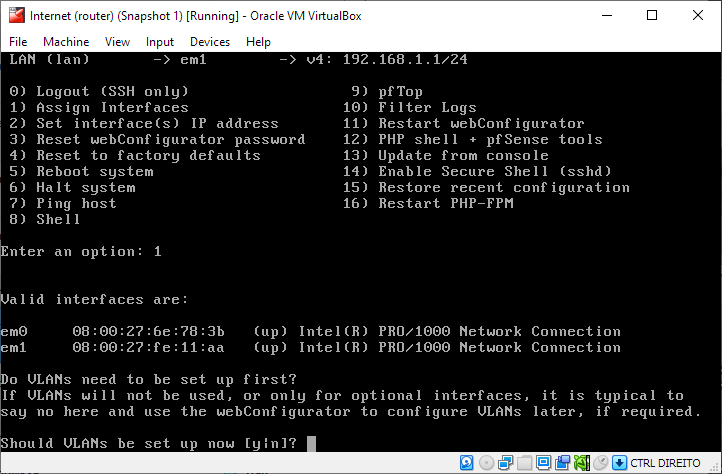 Internet (router) (Snapshot 1) [Running] - Oracle VM VirtualBox
File Machine View Input Devices Help
LAN (lan) -> em1 -> v4: 192.168.1.1/24
0) Logout (SSH only) 9) pfTop
1) Assign Interfaces 10) Filter Logs
2) Set interface(s) IP address 11) Restart webConfigurator
3) Reset webConfigurator password 12) PHP shell + pfSense tools
4) Reset to factory defaults 13) Update from console
5) Reboot system 14) Enable Secure Shell (sshd)
6) Halt system 15) Restore recent configuration
7) Ping host 16) Restart PHP-FPM
8) Shell
Enter an option: 1
Valid interfaces are:
em0 08:00:27:6e:78:3b (up) Intel(R) PRO/1000 Network Connection
em1 08:00:27:fe:11:aa (up) Intel(R) PRO/1000 Network Connection
Do VLANs need to be set up first?
If VLANs will not be used, or only for optional interfaces, it is typical to
say no here and use the webConfigurator to configure VLANs later, if required.
Should VLANs be set up now [y|n]?
CTRL DIREITO